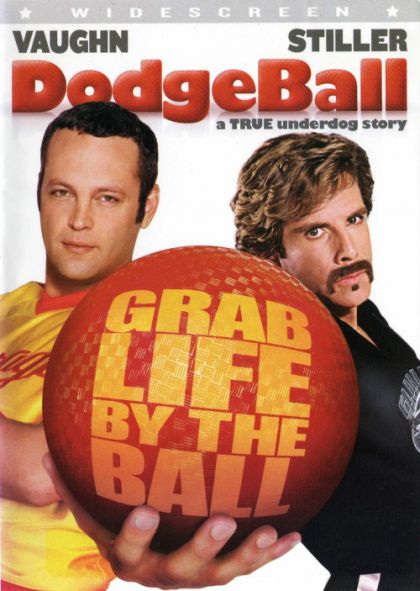 ★ WIDESCREEN ★
VAUGHN STILLER
DodgeBall
a TRUE underdog story
GRAB
LIFE
BY THE
BALL